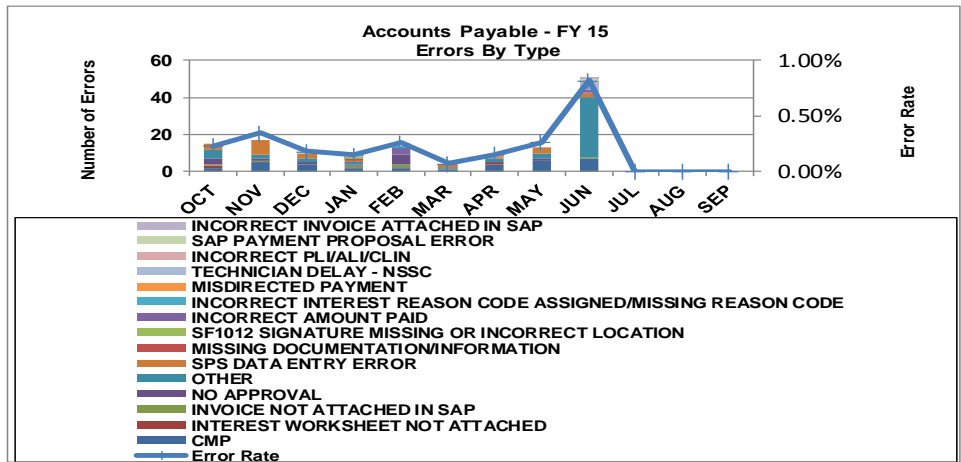 Accounts Payable - FY 15
Errors By Type
Number of Errors
60
40
20
0
1.00%
0.50%
0.00%
Error Rate
OCT
NOV
DEC
JAN
FEB
MAR
APR
MAY
JUN
JUL
AUG
SEP
INCORRECT INVOICE ATTACHED IN SAP
SAP PAYMENT PROPOSAL ERROR
INCORRECT PLI/ALI/CLIN
TECHNICIAN DELAY - NSSC
MISDIRECTED PAYMENT
INCORRECT INTEREST REASON CODE ASSIGNED/MISSING REASON CODE
INCORRECT AMOUNT PAID
SF1012 SIGNATURE MISSING OR INCORRECT LOCATION
MISSING DOCUMENTATION/INFORMATION
SPS DATA ENTRY ERROR
OTHER
NO APPROVAL
INVOICE NOT ATTACHED IN SAP
INTEREST WORKSHEET NOT ATTACHED
CMP
Error Rate